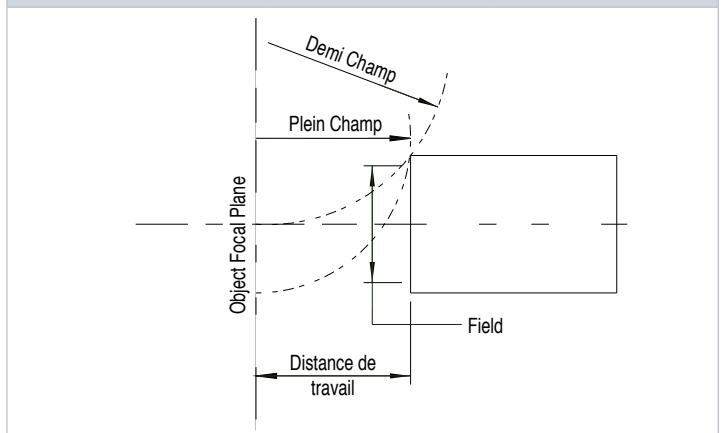 Demi Champ
Plein Champ
Object Focal Plane
Field
Distance de
travail